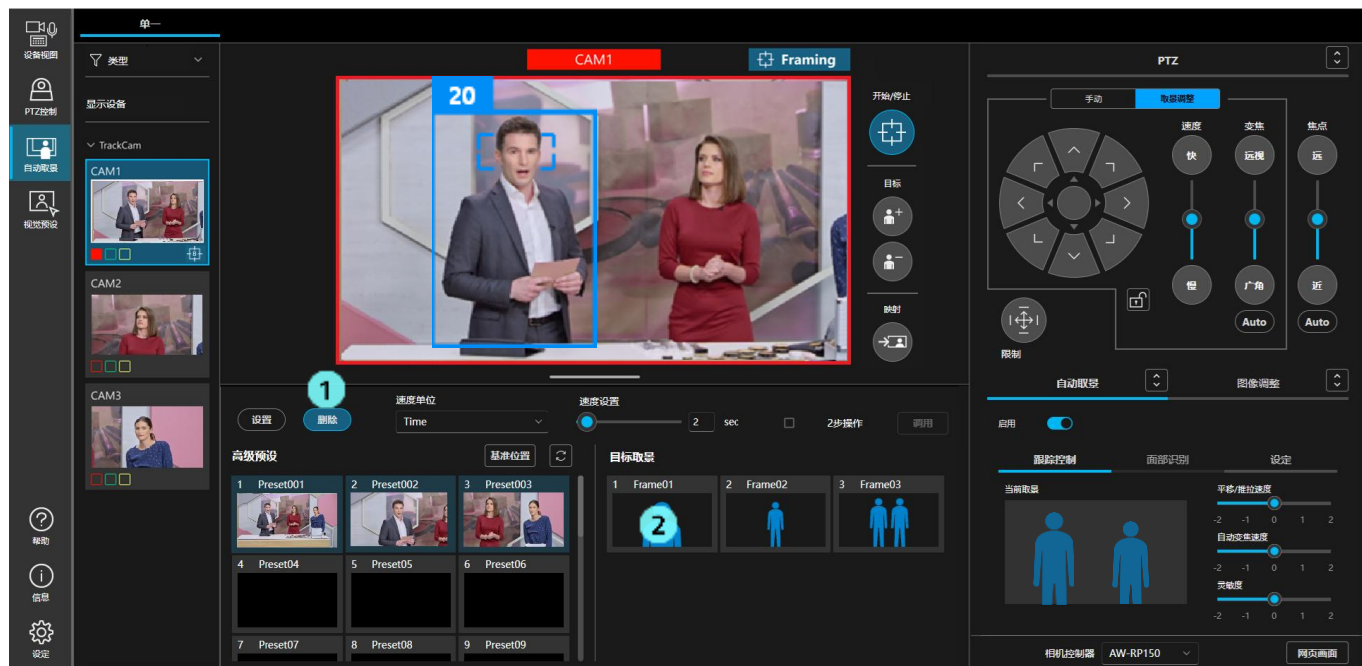 单一
设备视图
PTZ控制
自动取景
视觉预设
帮助
信息
设定
类型
显示设备
TrackCam
CAM1
CAM2
CAM3
CAM1
Framing
20
开始/停止
目标
映射
1
设置
删除
速度单位
Time
速度设置
2 sec
2步操作
调用
高级预设
基准位置
1 Preset001
2 Preset002
3 Preset003
4 Preset04
5 Preset05
6 Preset06
7 Preset07
8 Preset08
9 Preset09
目标取景
1 Frame01
2 Frame02
3 Frame03
2
PTZ
手动
取景调整
速度
变焦
焦点
快
远视
远
慢
广角
近
Auto
Auto
限制
自动取景
图像调整
启用
跟踪控制
面部识别
设定
当前取景
平移/推拉速度
-2 -1 0 1 2
自动变焦速度
-2 -1 0 1 2
灵敏度
-2 -1 0 1 2
相机控制器
AW-RP150
网页画面